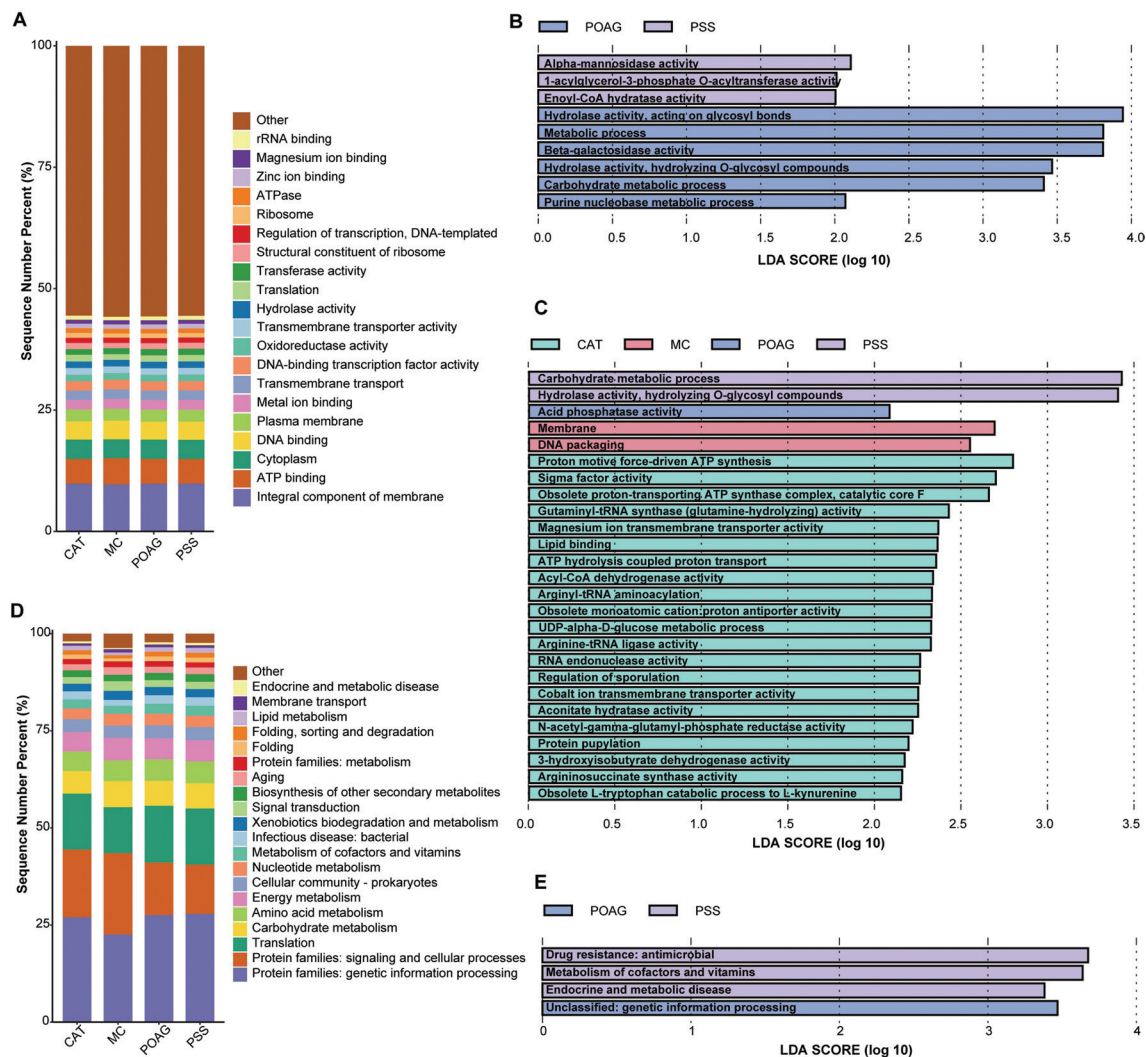 A
100
75
50
25
0
Sequence Number Percent (%)
CAT
MC
POAG
PSS
Other
rRNA binding
Magnesium ion binding
Zinc ion binding
ATPase
Ribosome
Regulation of transcription, DNA-templated
Structural constituent of ribosome
Transferase activity
Translation
Hydrolase activity
Transmembrane transporter activity
Oxidoreductase activity
DNA-binding transcription factor activity
Transmembrane transport
Metal ion binding
Plasma membrane
DNA binding
Cytoplasm
ATP binding
Integral component of membrane
B
POAG PSS
Alpha-mannosidase activity
1-acylglycerol-3-phosphate O-acyltransferase activity
Enoyl-CoA hydratase activity
Hydrolase activity, acting on glycosyl bonds
Metabolic process
Beta-galactosidase activity
Hydrolase activity, hydrolyzing O-glycosyl compounds
Carbohydrate metabolic process
Purine nucleobase metabolic process
0.0 0.5 1.0 1.5 2.0 2.5 3.0 3.5 4.0
LDA SCORE (log 10)
C
CAT MC POAG PSS
Carbohydrate metabolic process
Hydrolase activity, hydrolyzing O-glycosyl compounds
Acid phosphatase activity
Membrane
DNA packaging
Proton motive force-driven ATP synthesis
Sigma factor activity
Obsolete proton-transporting ATP synthase complex, catalytic core F
Gutaminyl-tRNA synthase (glutamine-hydrolyzing) activity
Magnesium ion transmembrane transporter activity
Lipid binding
ATP hydrolysis coupled proton transport
Acyl-CoA dehydrogenase activity
Arginyl-tRNA aminoacylation
Obsolete monoatomic cation:proton antiporter activity
UDP-alpha-D-glucose metabolic process
Arginine-tRNA ligase activity
RNA endonuclease activity
Regulation of sporulation
Cobalt ion transmembrane transporter activity
Aconitate hydratase activity
N-acetyl-gamma-glutamyl-phosphate reductase activity
Protein pupylation
3-hydroxyisobutyrate dehydrogenase activity
Argininosuccinate synthase activity
Obsolete L-tryptophan catabolic process to L-kynurenine
0.0 0.5 1.0 1.5 2.0 2.5 3.0 3.5
LDA SCORE (log 10)
D
100
75
50
25
0
Sequence Number Percent (%)
CAT
MC
POAG
PSS
Other
Endocrine and metabolic disease
Membrane transport
Lipid metabolism
Folding, sorting and degradation
Folding
Protein families: metabolism
Aging
Biosynthesis of other secondary metabolites
Signal transduction
Xenobiotics biodegradation and metabolism
Infectious disease: bacterial
Metabolism of cofactors and vitamins
Nucleotide metabolism
Cellular community - prokaryotes
Energy metabolism
Amino acid metabolism
Carbohydrate metabolism
Translation
Protein families: signaling and cellular processes
Protein families: genetic information processing
E
POAG PSS
Drug resistance: antimicrobial
Metabolism of cofactors and vitamins
Endocrine and metabolic disease
Unclassified: genetic information processing
0 1 2 3 4
LDA SCORE (log 10)